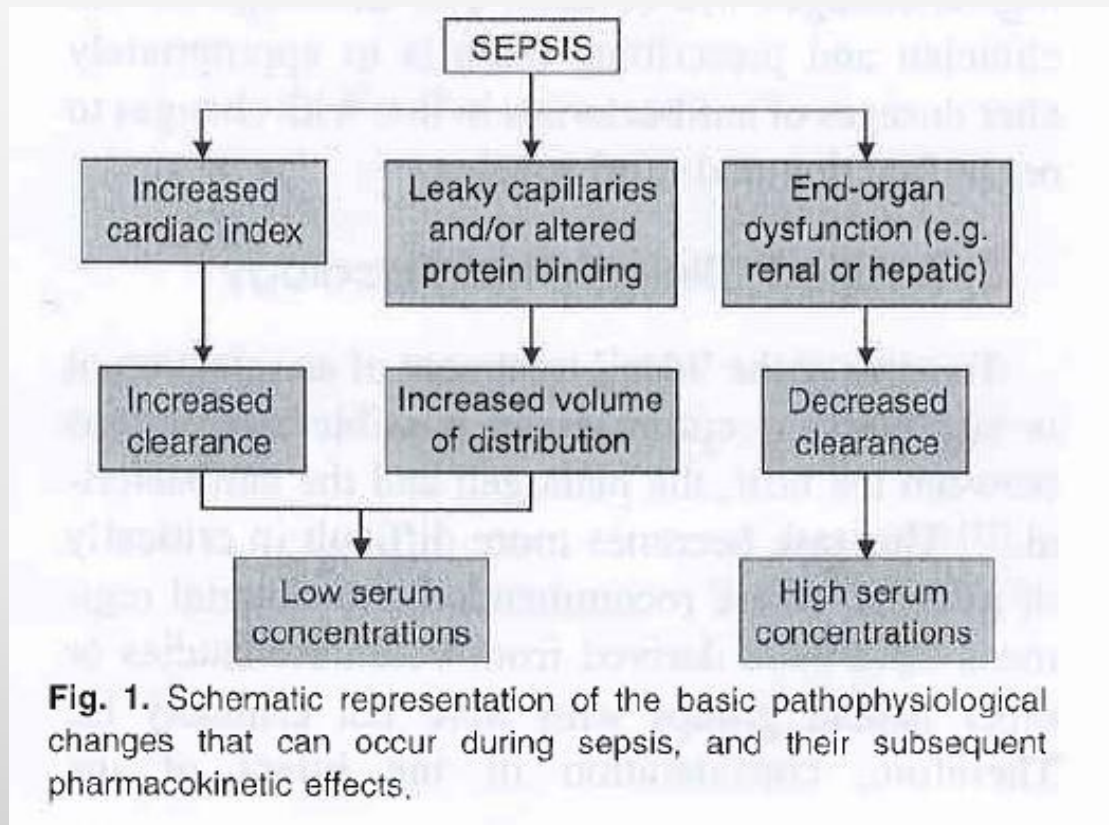 SEPSIS
Increased
cardiac index
Leaky capillaries
and/or altered
protein binding
End-organ
dysfunction (e.g.
renal or hepatic)
Increased
clearance
Increased volume
of distribution
Decreased
clearance
Low serum
concentrations
High serum
concentrations
Fig. 1. Schematic representation of the basic pathophysiological
changes that can occur during sepsis, and their subsequent
pharmacokinetic effects.